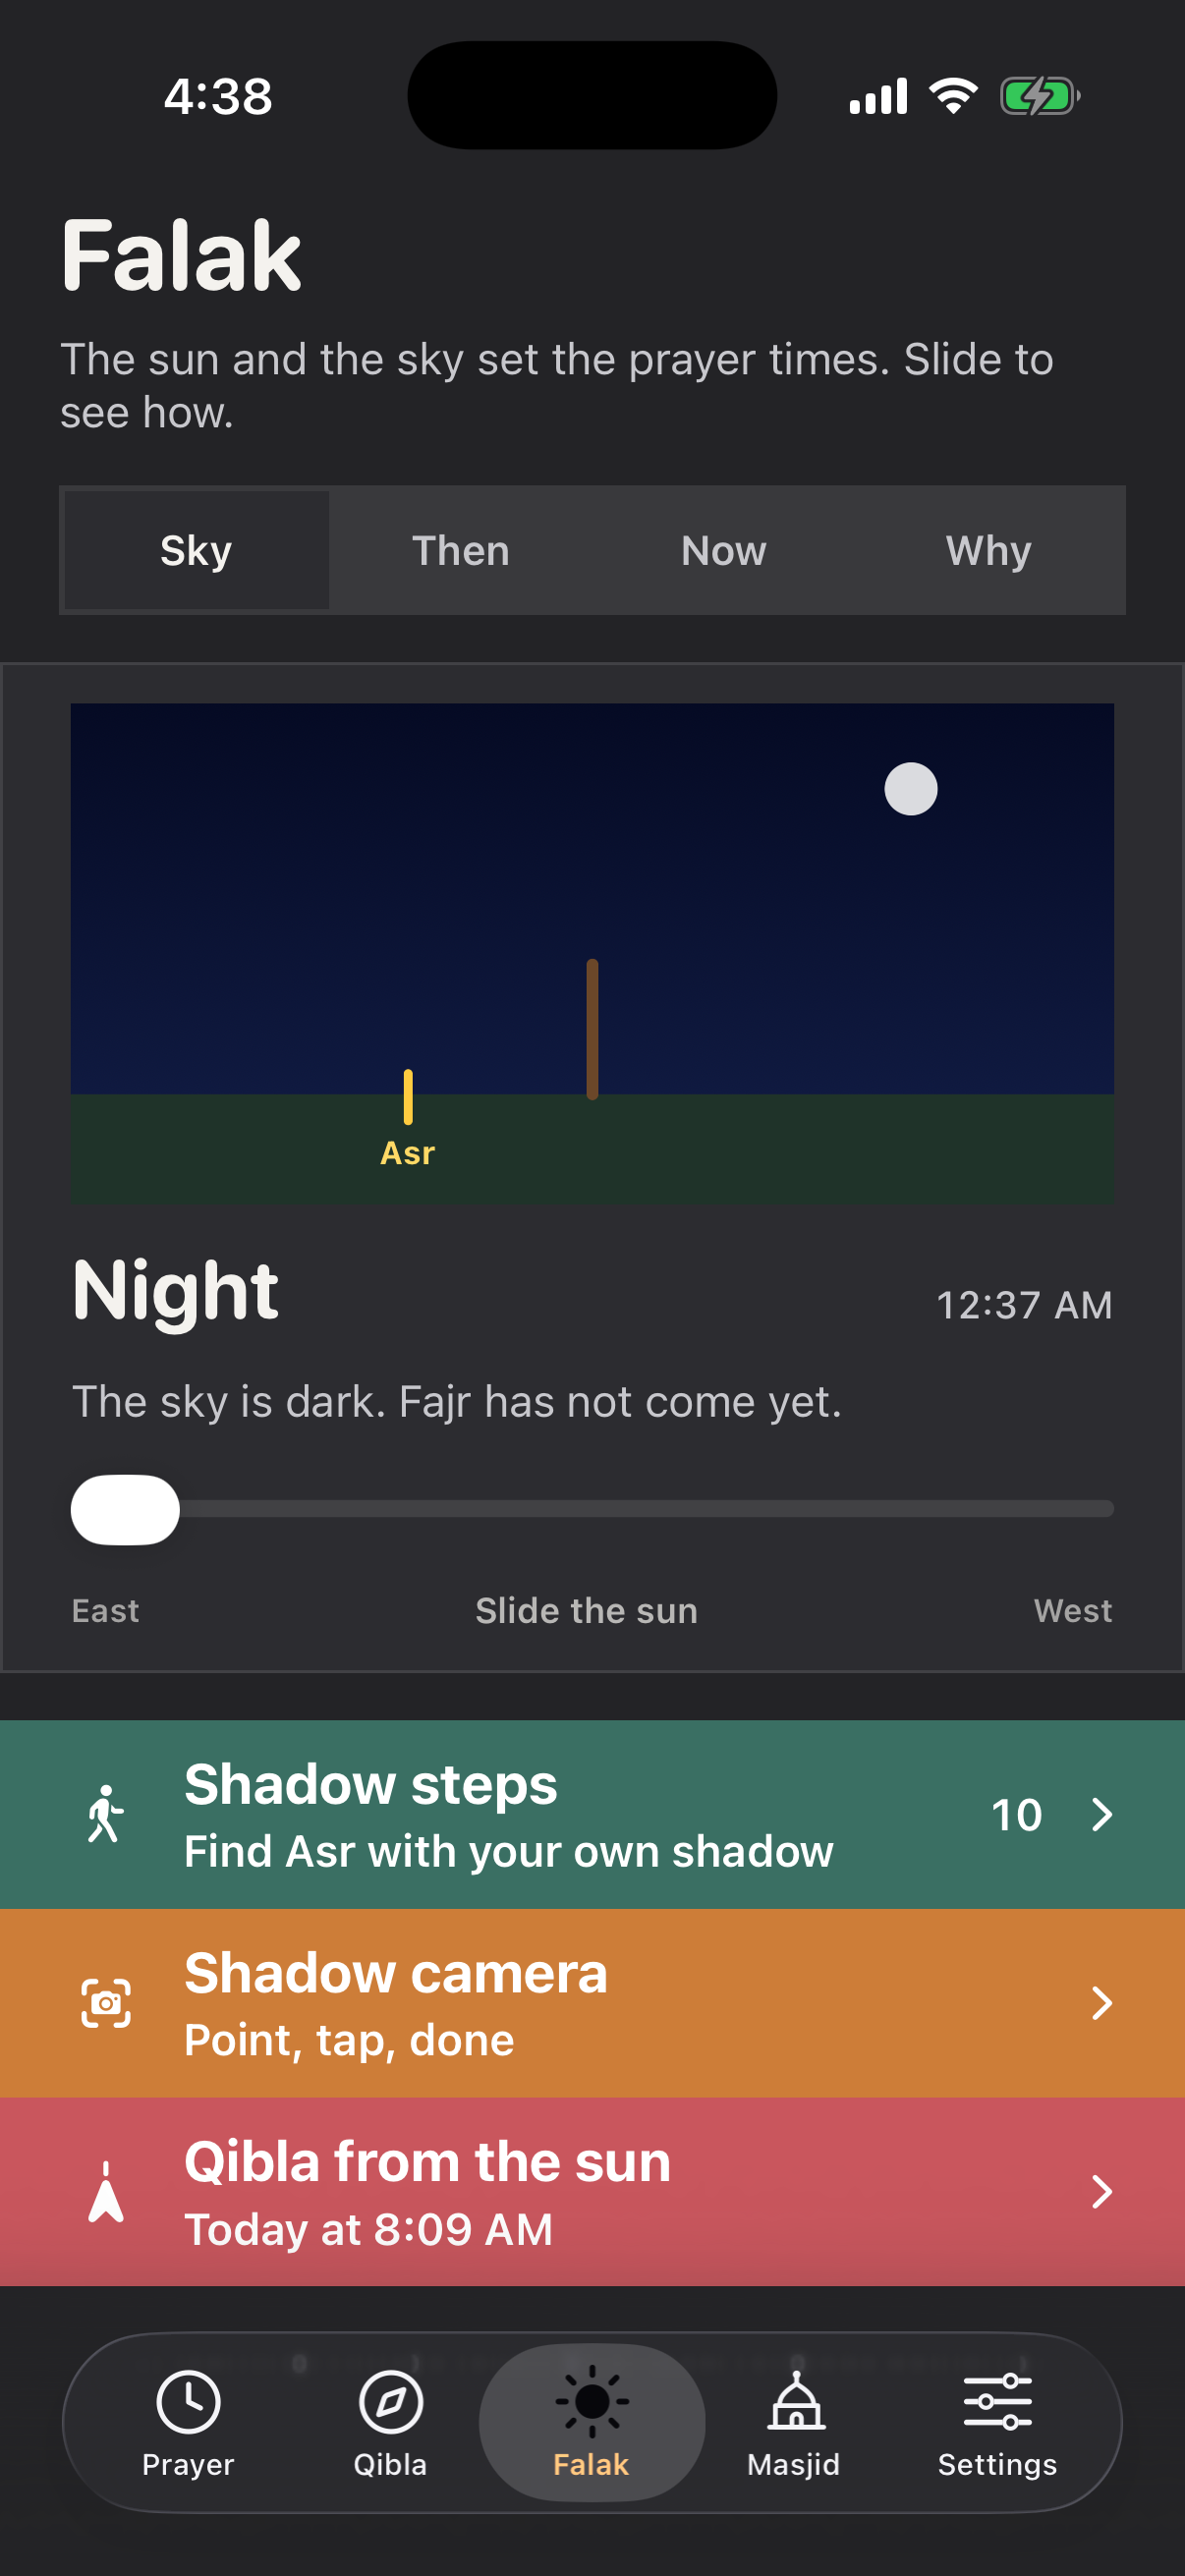 4:38
Falak
The sun and the sky set the prayer times. Slide to
see how.
Sky
Then
Now
Why
Asr
Night
12:37 AM
The sky is dark. Fajr has not come yet.
East
Slide the sun
West
Shadow steps
Find Asr with your own shadow
10
Shadow camera
Point, tap, done
Qibla from the sun
Today at 8:09 AM
Prayer
Qibla
Falak
Masjid
Settings